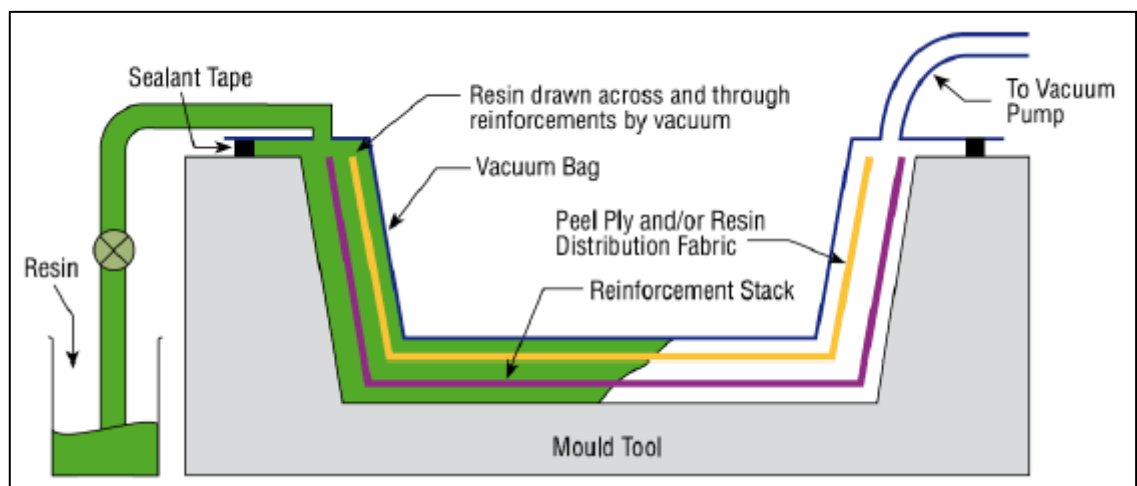 Sealant Tape
Resin drawn across and through
reinforcements by vacuum
To Vacuum
Pump
Vacuum Bag
Peel Ply and/or Resin
Distribution Fabric
Resin
Reinforcement Stack
Mould Tool